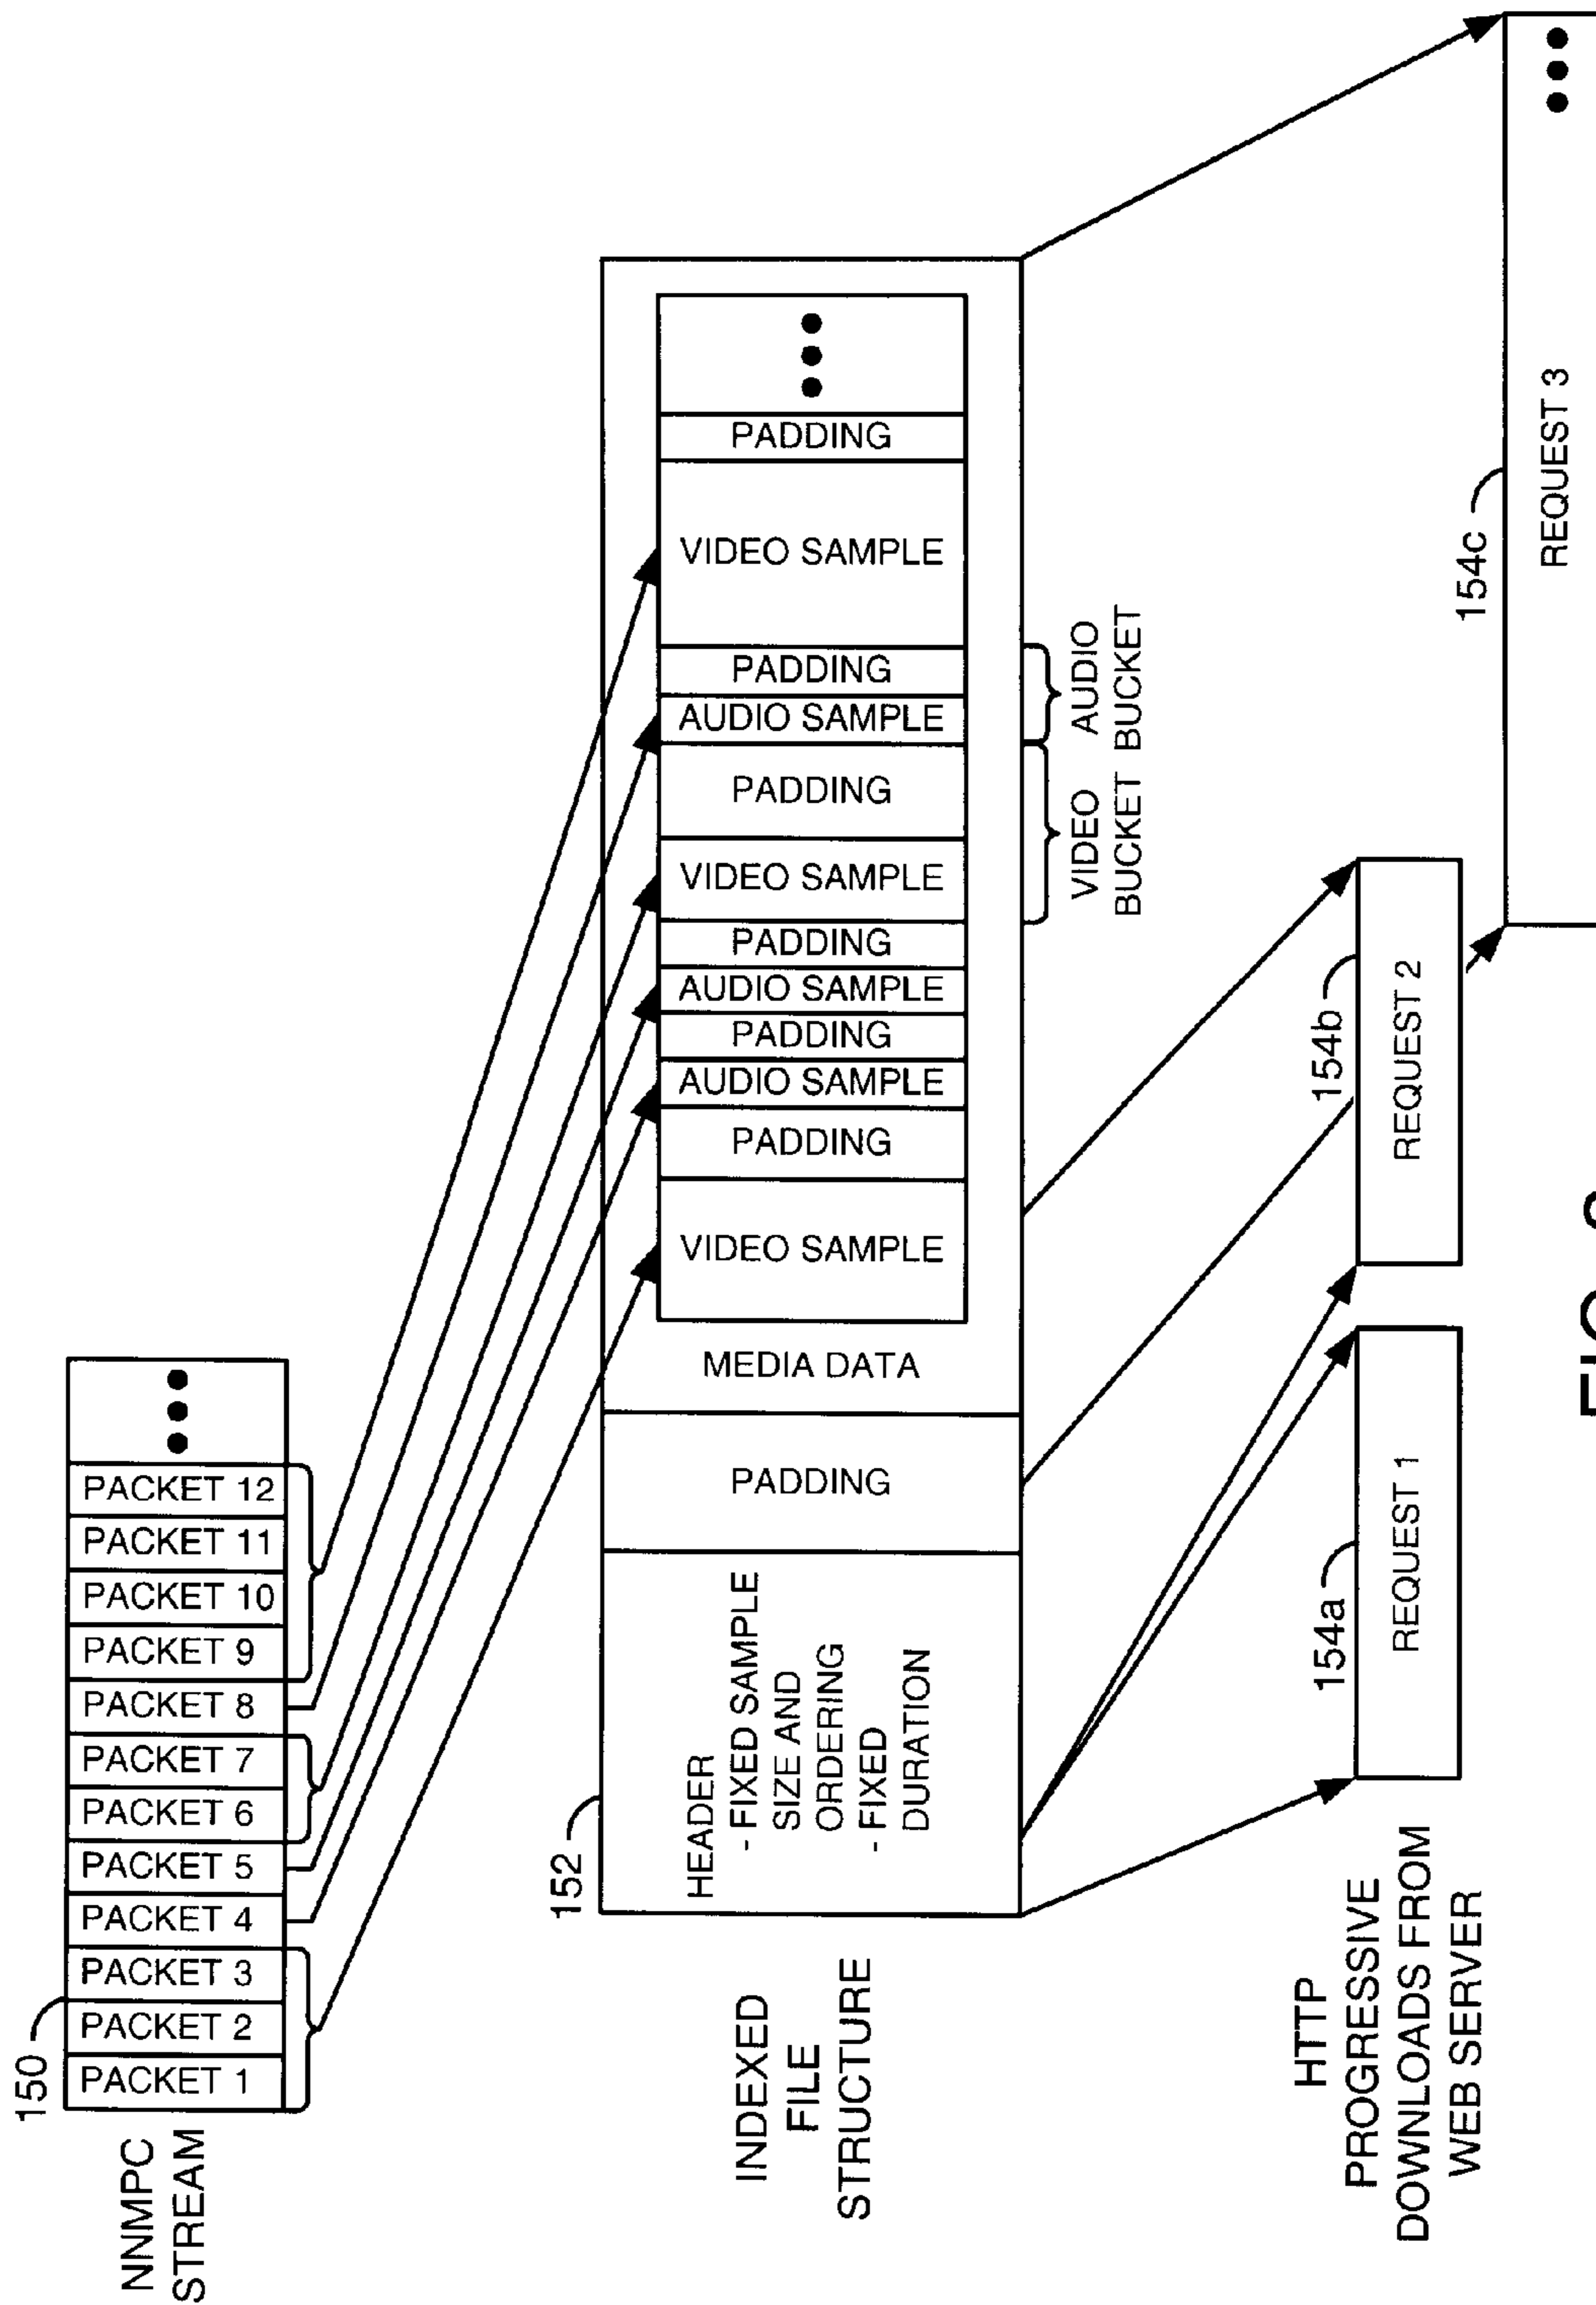 150
NNMPC
STREAM
PACKET 1
PACKET 2
PACKET 3
PACKET 4
PACKET 5
PACKET 6
PACKET 7
PACKET 8
PACKET 9
PACKET 10
PACKET 11
PACKET 12
152
INDEXED
FILE
STRUCTURE
HEADER
- FIXED SAMPLE
SIZE AND
ORDERING
- FIXED
DURATION
PADDING
MEDIA DATA
VIDEO SAMPLE
PADDING
AUDIO SAMPLE
PADDING
AUDIO SAMPLE
PADDING
VIDEO SAMPLE
PADDING
AUDIO SAMPLE
PADDING
VIDEO SAMPLE
PADDING
VIDEO
BUCKET
AUDIO
BUCKET
HTTP
PROGRESSIVE
DOWNLOADS FROM
WEB SERVER
154a
REQUEST 1
154b
REQUEST 2
154c
REQUEST 3